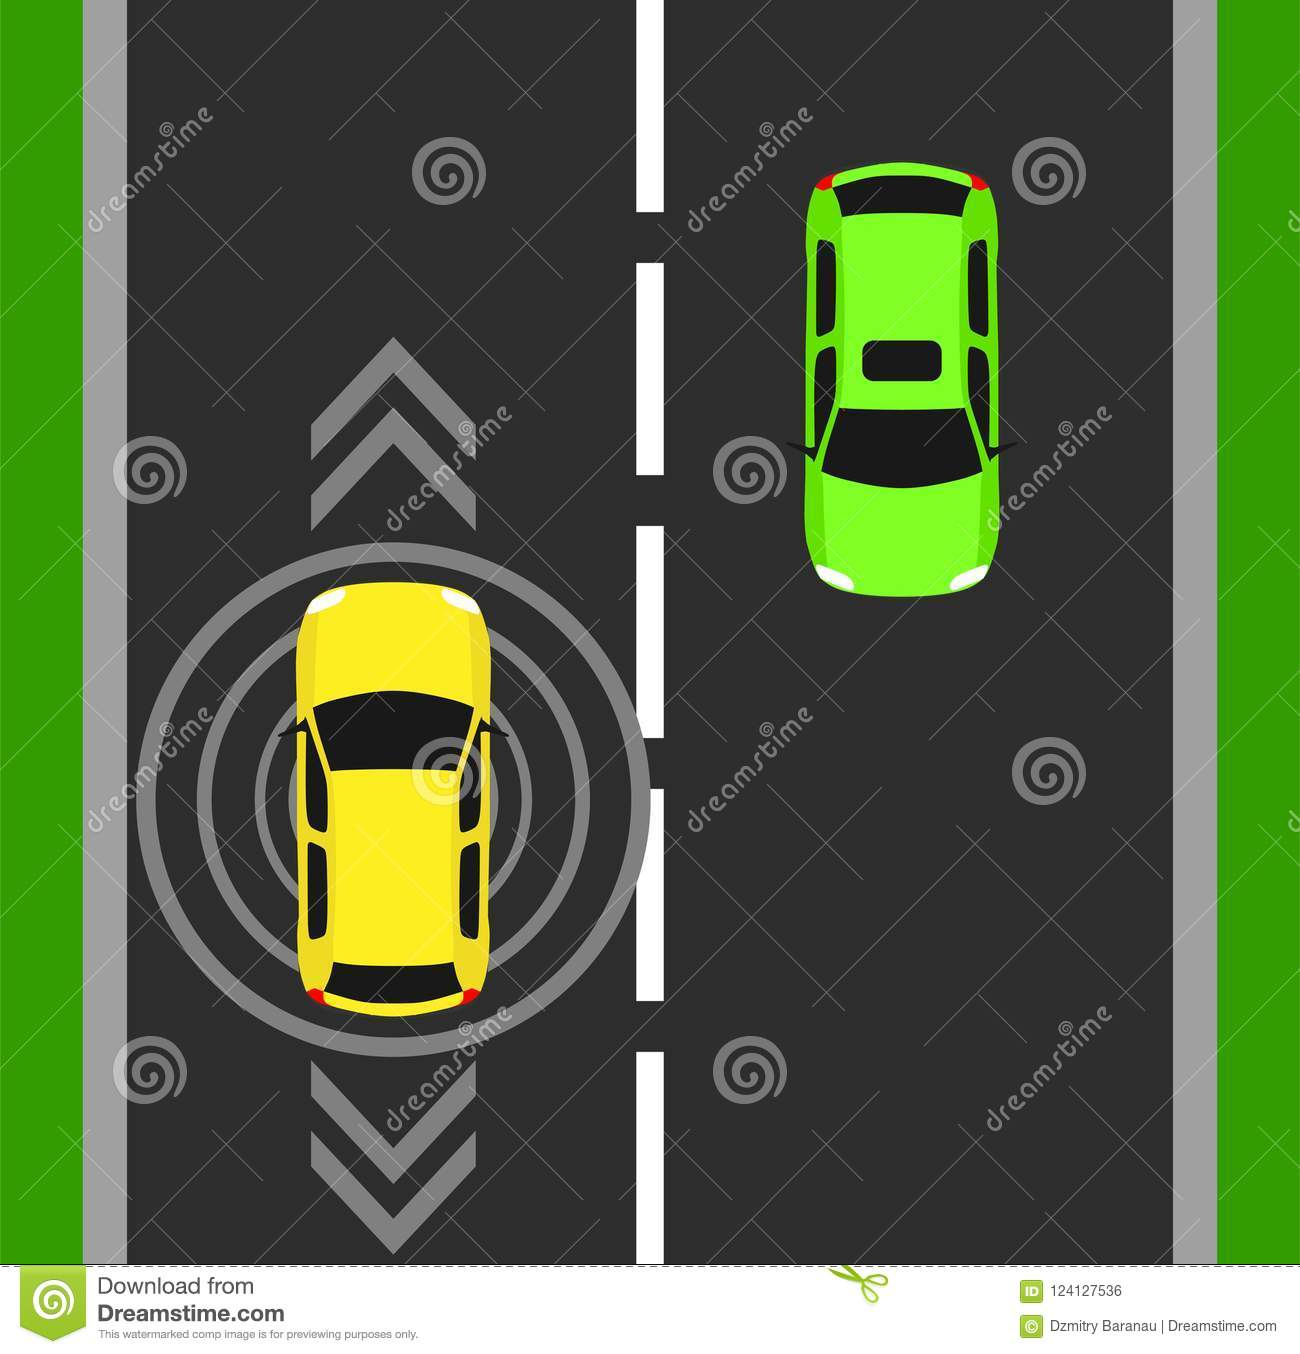 dreamstime.
dreamstime.
dreamstime.
dreamstime.
dreamstime.
dreamstime.
dreamstime.
dreamstime.
Download from
Dreamstime.com
This watermarked comp image is for previewing purposes only.
ID 124127536
© Dzmitry Baranau | Dreamstime.com